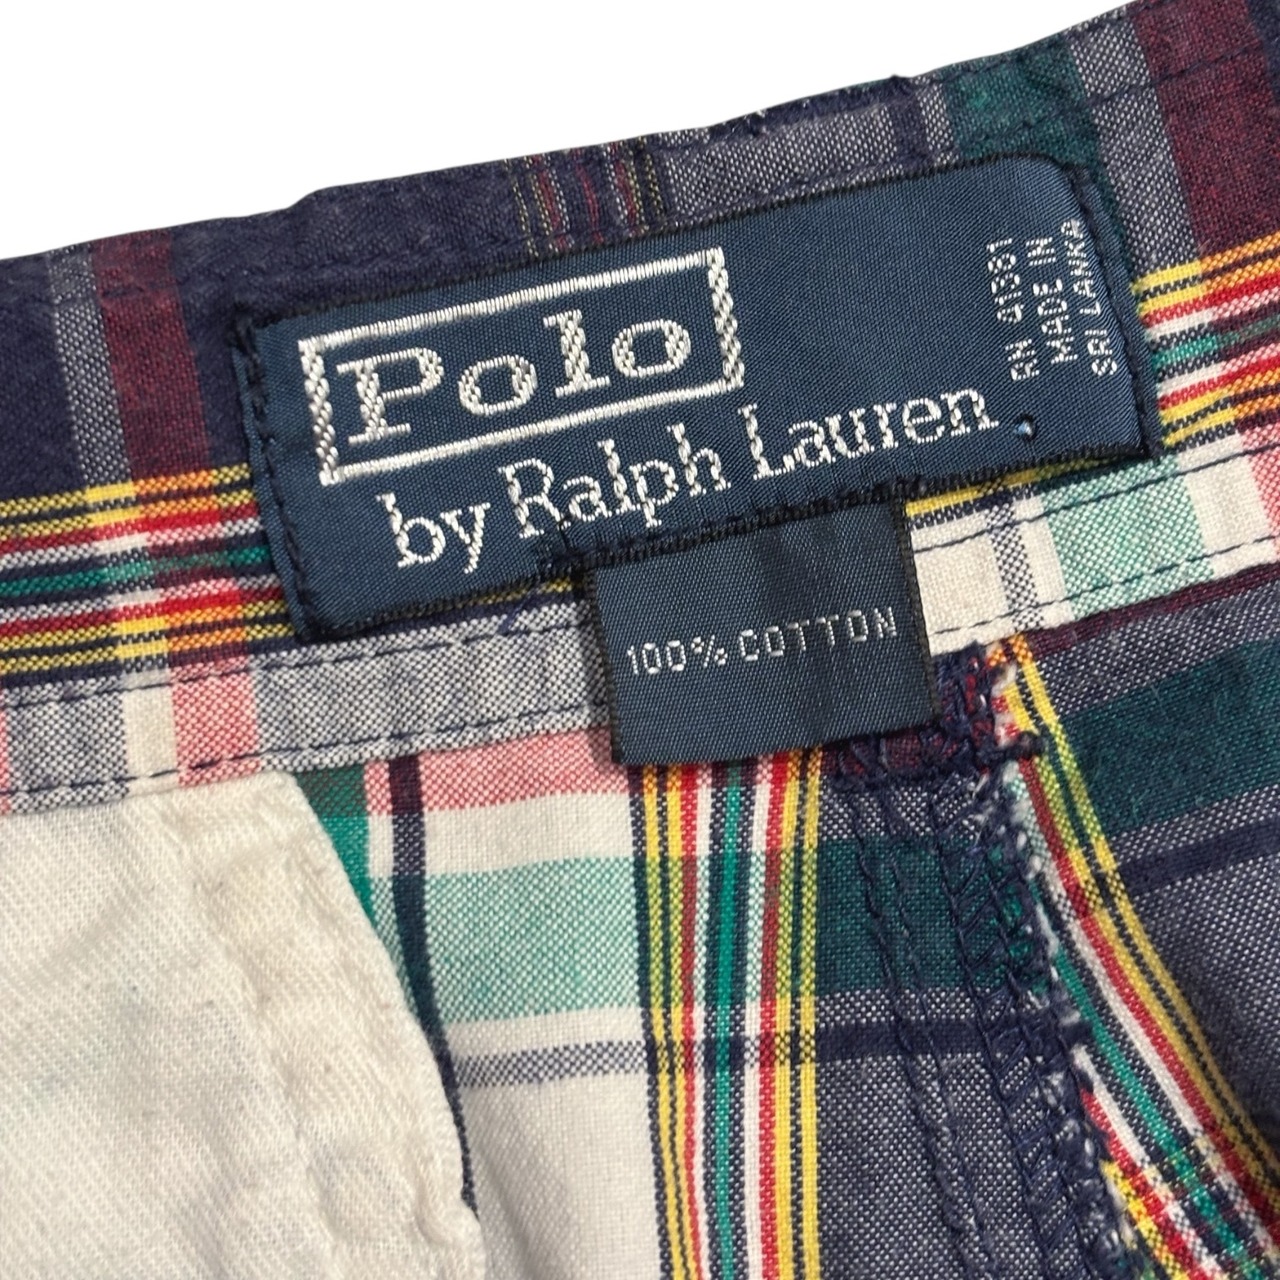 Polo
by Ralph Lauren
RN 41381
MADE IN
SRI LANKA
100% COTTON